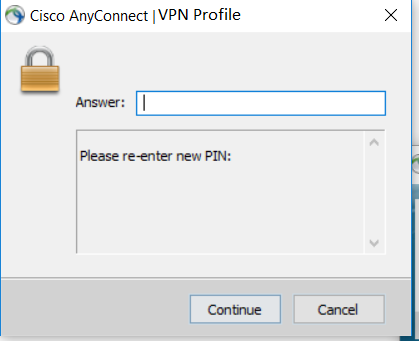 Cisco AnyConnect | VPN Profile
Answer:
Please re-enter new PIN:
Continue Cancel